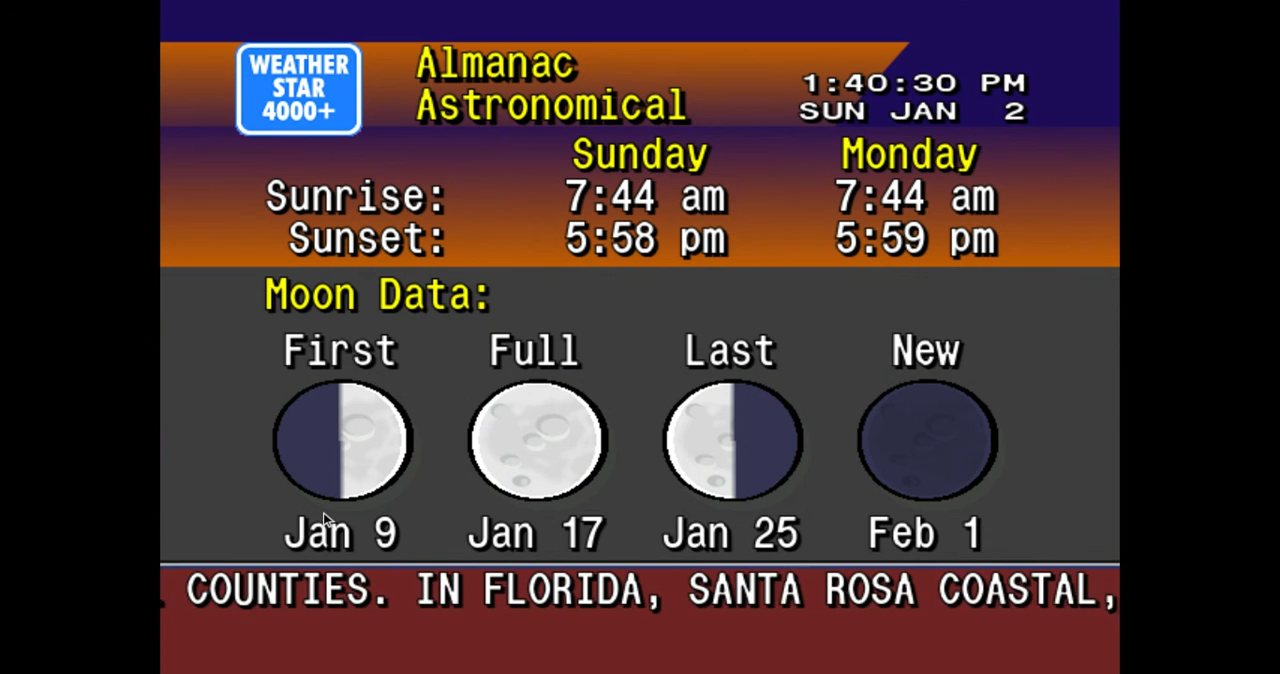 WEATHER
STAR
4000+
Almanac
Astronomical
1:40:30 PM
SUN JAN 2
Sunday Monday
Sunrise: 7:44 am 7:44 am
Sunset: 5:58 pm 5:59 pm
Moon Data:
First Full Last New
Jan 9 Jan 17 Jan 25 Feb 1
. COUNTIES. IN FLORIDA, SANTA ROSA COASTAL,